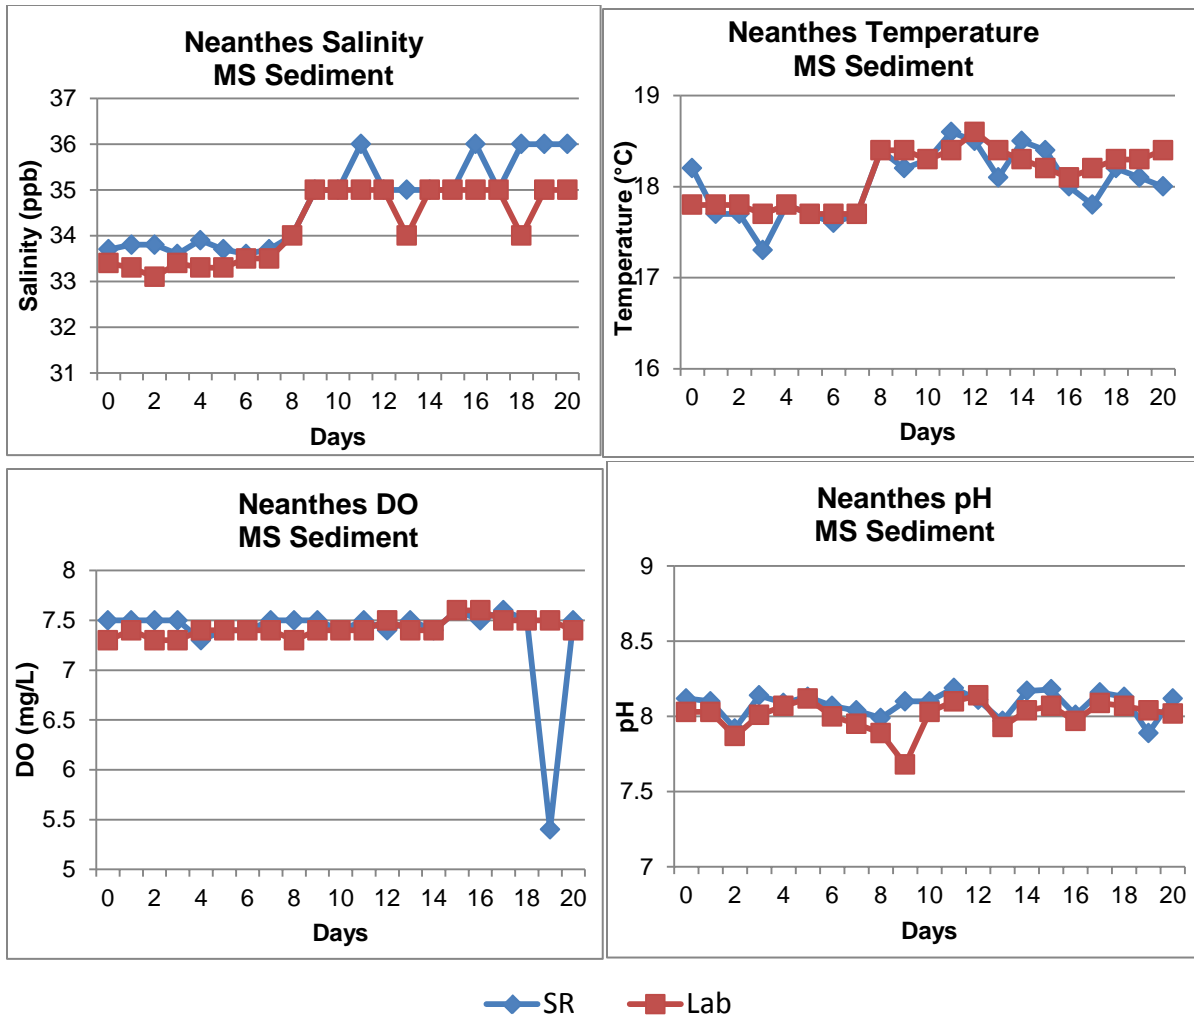 Neanthes Salinity
MS Sediment
Salinity (ppb)
37
36
35
34
33
32
31
0 2 4 6 8 10 12 14 16 18 20
Days
Neanthes Temperature
MS Sediment
Temperature (°C)
19
18
17
16
0 2 4 6 8 10 12 14 16 18 20
Days
Neanthes DO
MS Sediment
DO (mg/L)
8
7.5
7
6.5
6
5.5
5
0 2 4 6 8 10 12 14 16 18 20
Days
Neanthes pH
MS Sediment
pH
9
8.5
8
7.5
7
0 2 4 6 8 10 12 14 16 18 20
Days
SR Lab